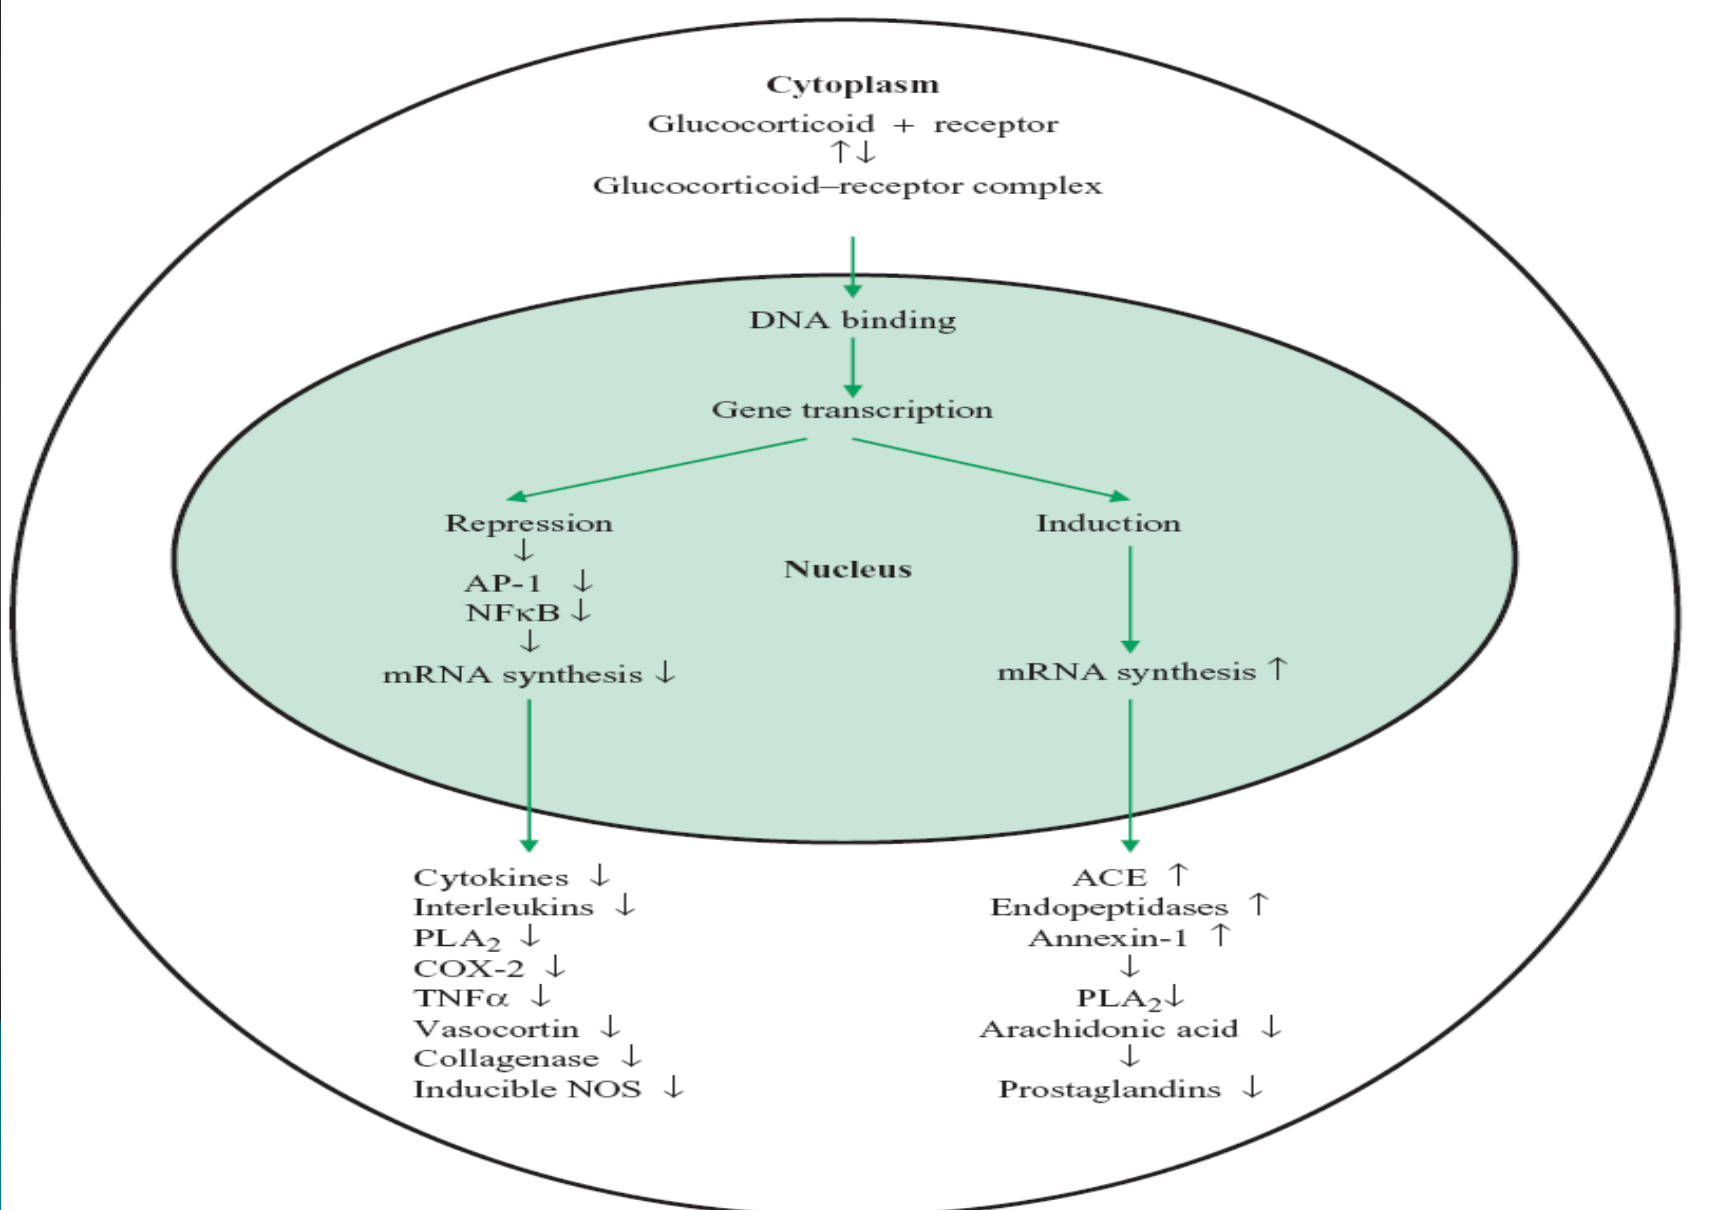 Cytoplasm
Glucocorticoid + receptor
↑↓
Glucocorticoid–receptor complex
DNA binding
Gene transcription
Repression
↓
AP-1 ↓
NFκB ↓
↓
mRNA synthesis ↓
Induction
Nucleus
mRNA synthesis ↑
Cytokines ↓
Interleukins ↓
PLA₂ ↓
COX-2 ↓
TNFα ↓
Vasocortin ↓
Collagenase ↓
Inducible NOS ↓
ACE ↑
Endopeptidases ↑
Annexin-1 ↑
↓
PLA₂↓
Arachidonic acid ↓
↓
Prostaglandins ↓